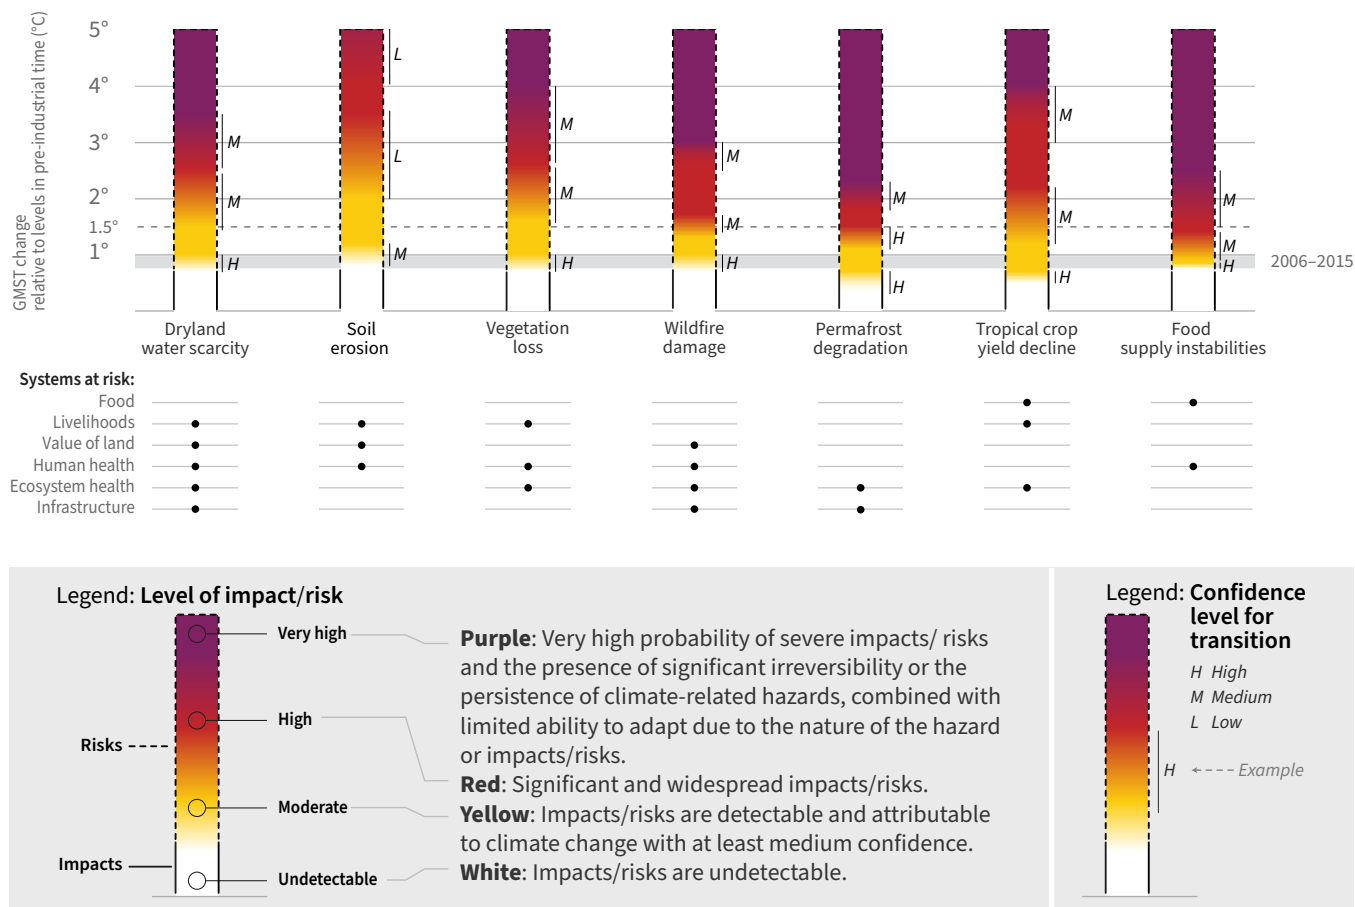 GMST change
relative to levels in pre-industrial time (°C)
5°
4°
3°
2°
1.5°
1°
2006–2015
M
M
H
L
L
M
M
M
H
M
M
H
M
H
H
M
M
H
M
M
H
Dryland
water scarcity
Soil
erosion
Vegetation
loss
Wildfire
damage
Permafrost
degradation
Tropical crop
yield decline
Food
supply instabilities
Systems at risk:
Food
Livelihoods
Value of land
Human health
Ecosystem health
Infrastructure
Legend: Level of impact/risk
Very high
High
Risks
Moderate
Impacts
Undetectable
Purple: Very high probability of severe impacts/ risks
and the presence of significant irreversibility or the
persistence of climate-related hazards, combined with
limited ability to adapt due to the nature of the hazard
or impacts/risks.
Red: Significant and widespread impacts/risks.
Yellow: Impacts/risks are detectable and attributable
to climate change with at least medium confidence.
White: Impacts/risks are undetectable.
Legend: Confidence
level for
transition
H High
M Medium
L Low
H
Example